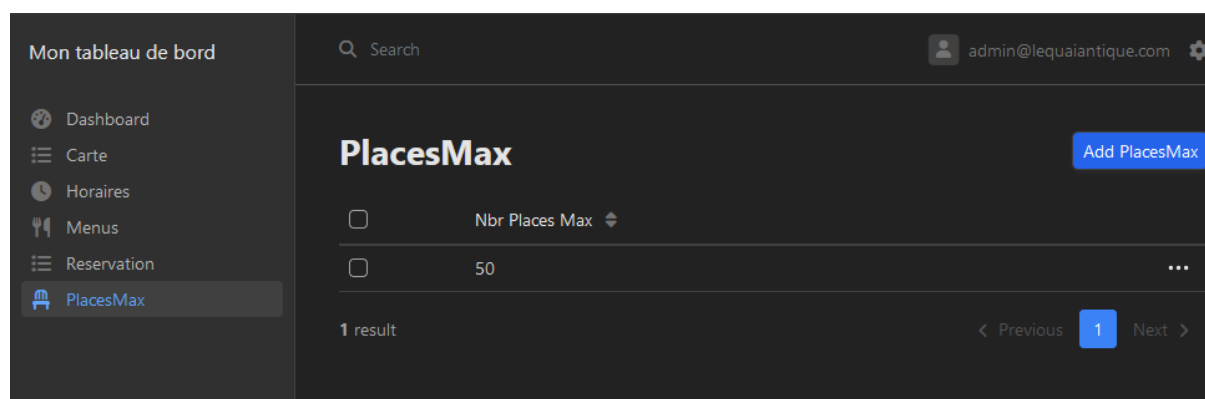 Mon tableau de bord
Search
admin@lequaiantique.com
Dashboard
Carte
Horaires
Menus
Reservation
PlacesMax
PlacesMax
Add PlacesMax
Nbr Places Max
50
1 result
Previous 1 Next